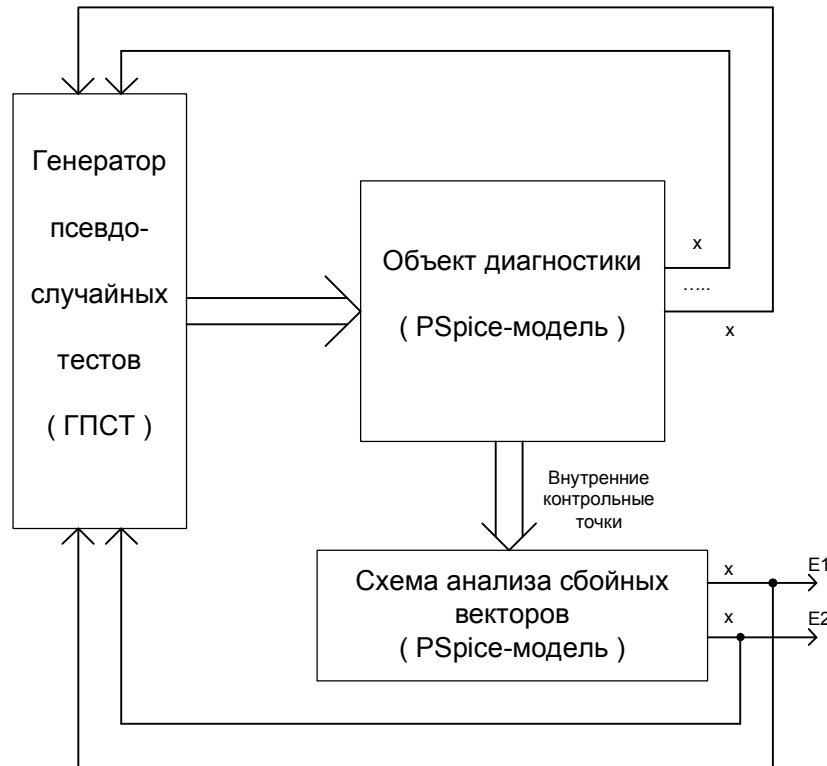 Генератор
псевдо-
случайных
тестов
( ГПСТ )
Объект диагностики
( PSpice-модель )
x
.....
x
Внутренние
контрольные
точки
Схема анализа сбойных
векторов
( PSpice-модель )
x
E1
x
E2